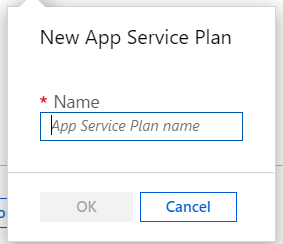 New App Service Plan
* Name
App Service Plan name
OK
Cancel